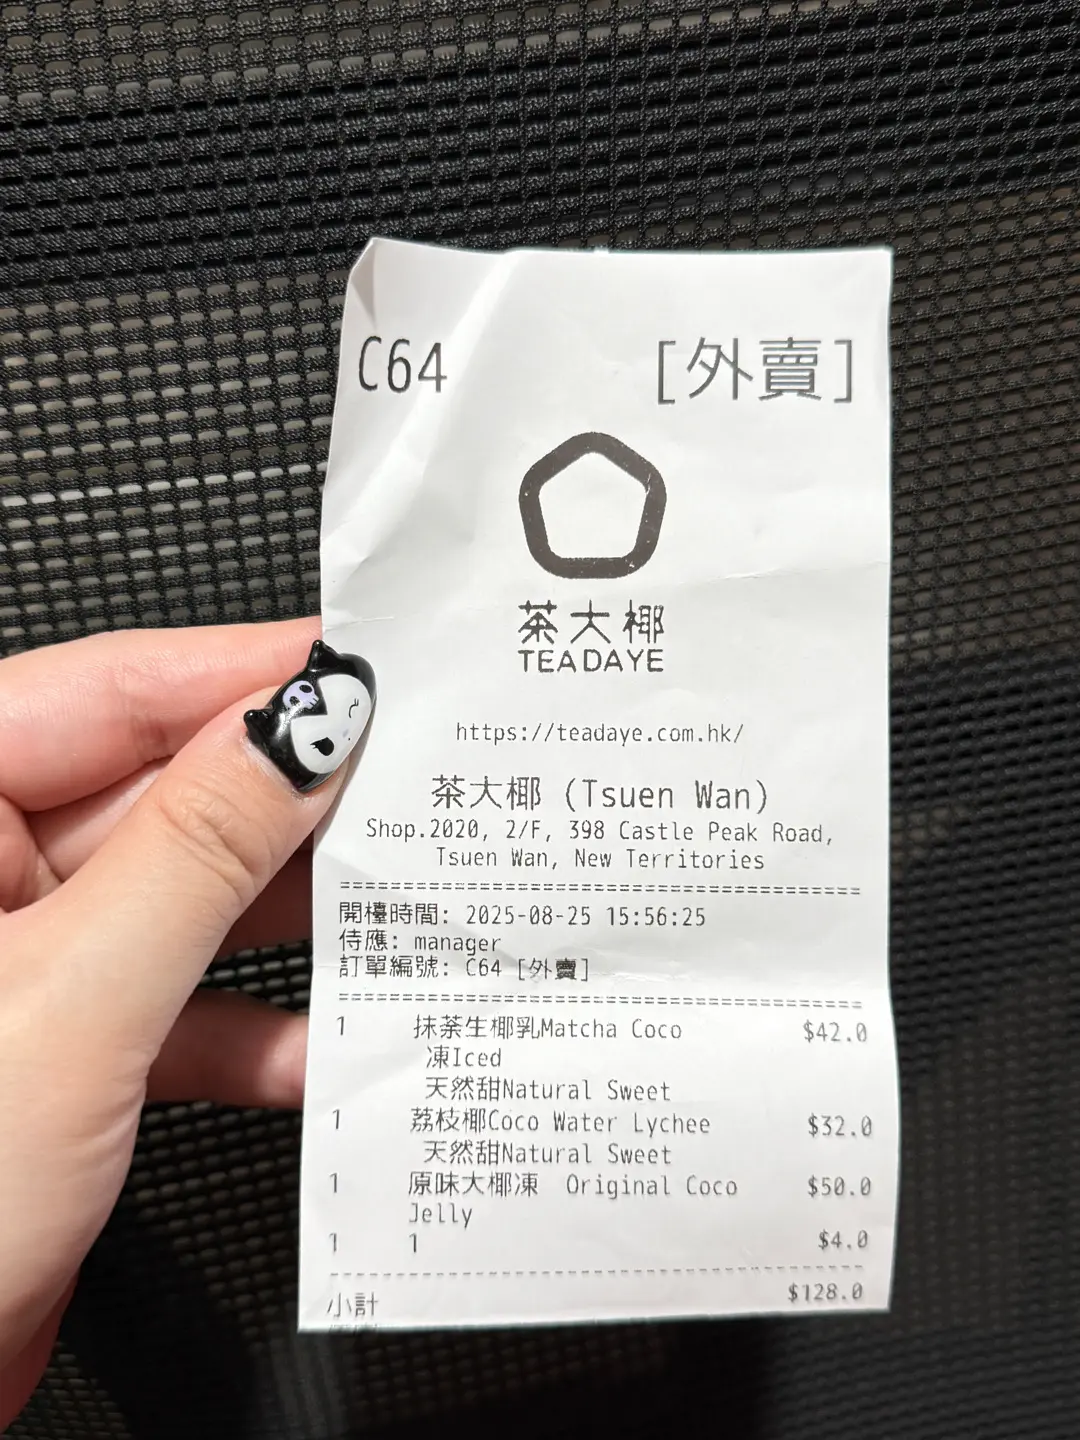 C64 [外賣]
茶大椰
TEADAYE
https://teadaye.com.hk/
茶大椰 (Tsuen Wan)
Shop.2020, 2/F, 398 Castle Peak Road,
Tsuen Wan, New Territories
開檯時間: 2025-08-25 15:56:25
侍應: manager
訂單編號: C64 [外賣]
1 抹茶生椰乳Matcha Coco $42.0
凍Iced
天然甜Natural Sweet
1 荔枝椰Coco Water Lychee $32.0
天然甜Natural Sweet
1 原味大椰凍 Original Coco $50.0
Jelly
1 1 $4.0
小計 $128.0